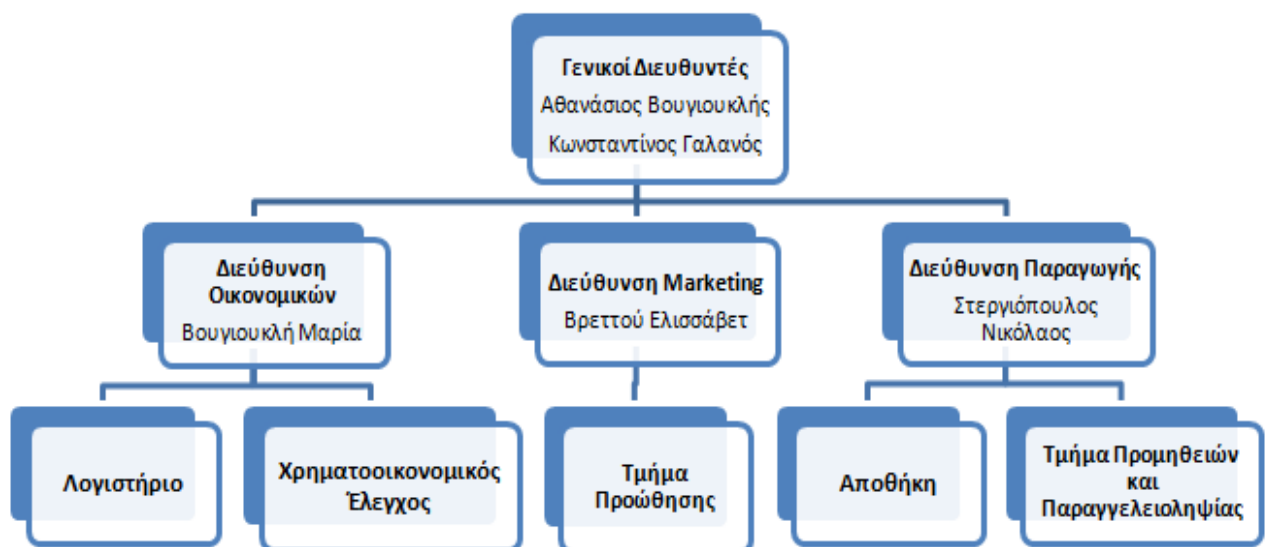 Γενικοί Διευθυντές
Αθανάσιος Βουγιουκλής
Κωνσταντίνος Γαλανός
Διεύθυνση
Οικονομικών
Βουγιουκλή Μαρία
Διεύθυνση Marketing
Βρεττού Ελισσάβετ
Διεύθυνση Παραγωγής
Στεργιόπουλος
Νικόλαος
Λογιστήριο
Χρηματοοικονομικός
Έλεγχος
Τμήμα
Προώθησης
Αποθήκη
Τμήμα Προμηθειών
και
Παραγγελειοληψίας